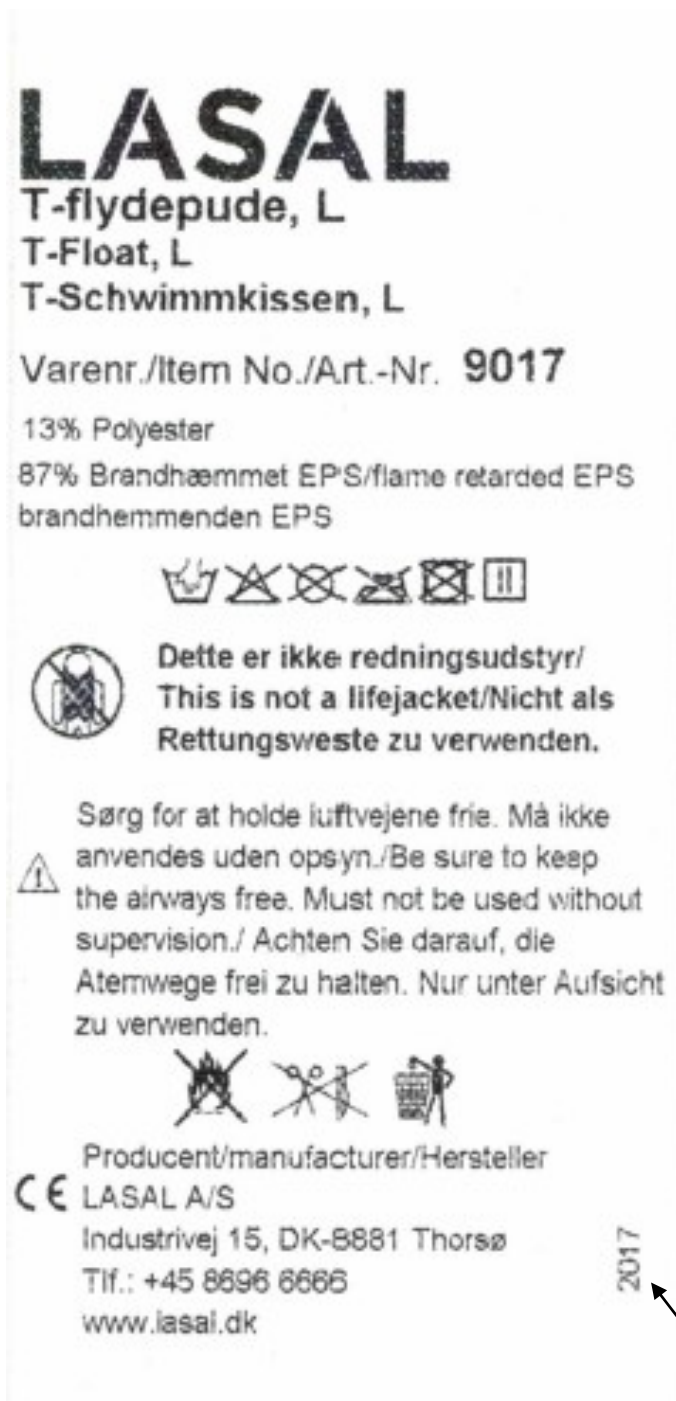 LASAL
T-flydepude, L
T-Float, L
T-Schwimmkissen, L
Varenr./Item No./Art.-Nr. 9017
13% Polyester
87% Brandhæmmet EPS/flame retarded EPS
brandhemmenden EPS
Dette er ikke redningsudstyr/
This is not a lifejacket/Nicht als
Rettungsweste zu verwenden.
Sørg for at holde luftvejene frie. Må ikke
anvendes uden opsyn./Be sure to keep
the airways free. Must not be used without
supervision./ Achten Sie darauf, die
Atemwege frei zu halten. Nur unter Aufsicht
zu verwenden.
Producent/manufacturer/Hersteller
CE LASAL A/S
Industrivej 15, DK-8881 Thorsø
Tlf.: +45 8696 6666
www.lasal.dk
2017